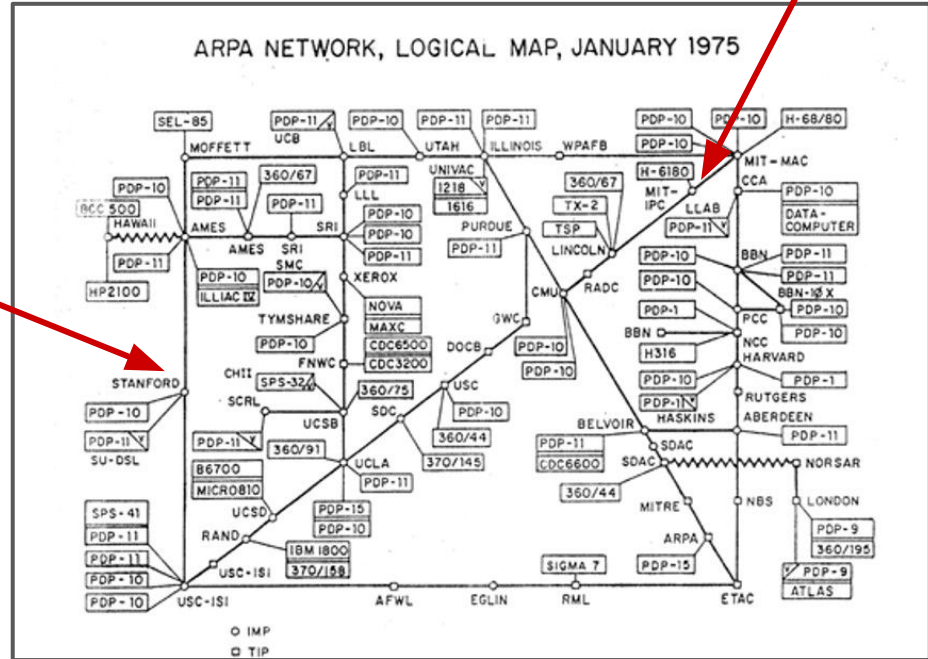 ARPA NETWORK, LOGICAL MAP, JANUARY 1975
SEL-85
PDP-11
UCB
PDP-10
PDP-11
PDP-11
PDP-10
PDP-10
H-68/80
PDP-10
MOFFETT
LBL
UTAH
ILLINOIS
WPAFB
MIT-MAC
PDP-10
PDP-11
PDP-11
360/67
PDP-11
LLL
UNIVAC
1218
1616
360/67
TX-2
TSP
LINCOLN
H-6180
MIT-
IPC
LLAB
PDP-11
CCA
PDP-10
DATA-
COMPUTER
BCC 500
HAWAII
PDP-11
HP2100
AMES
AMES
PDP-11
SRI
SRI
PDP-10
PDP-10
PDP-11
PURDUE
PDP-11
PDP-10
ILLIAC IV
SMC
PDP-10
XEROX
NOVA
MAXC
RADC
CMU
PDP-10
PDP-10
PDP-10
BBN
PDP-11
PDP-11
BBN-10X
PDP-10
PDP-10
PDP-10
PCC
TYMSHARE
PDP-10
GWC
DOCB
PDP-1
BBN
H316
NCC
FNWC
CDC6500
CDC3200
HARVARD
PDP-10
PDP-11
PDP-1
STANFORD
PDP-10
PDP-11
SU-DSL
CHII
SPS-32
SCRL
PDP-11
360/75
UCSB
SDC
USC
PDP-10
360/44
370/145
RUTGERS
HASKINS
ABERDEEN
PDP-11
BELVOIR
PDP-11
CDC6600
SDAC
SDAC
360/44
NORSAR
360/91
UCLA
PDP-11
PDP-15
PDP-10
B6700
MICRO810
UCSD
MITRE
NBS
LONDON
PDP-9
360/195
PDP-9
ATLAS
SPS-41
PDP-11
PDP-11
PDP-10
PDP-10
USC-ISI
RAND
USC-ISI
IBM 1800
370/158
ARPA
PDP-15
SIGMA 7
AFWL
EGLIN
RML
ETAC
IMP
TIP